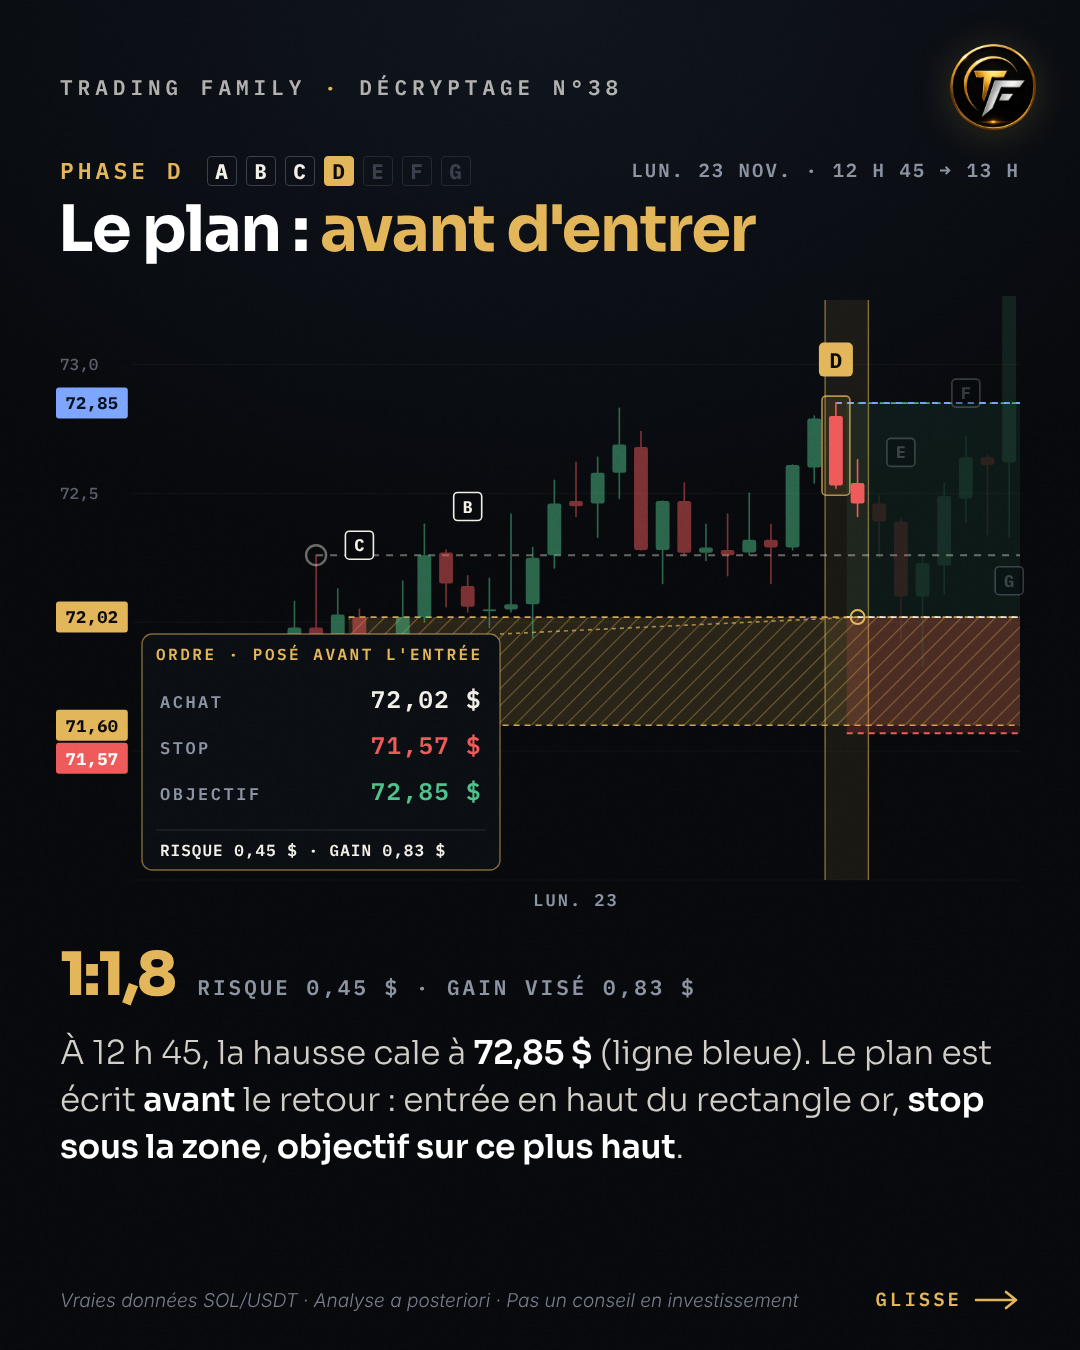 TRADING FAMILY · DÉCRYPTAGE N°38
TF
PHASE D A B C D E F G
LUN. 23 NOV. · 12 H 45 → 13 H
Le plan : avant d'entrer
73,0
72,85
72,5
72,02
71,60
71,57
D
F
E
B
C
G
ORDRE · POSÉ AVANT L'ENTRÉE
ACHAT 72,02 $
STOP 71,57 $
OBJECTIF 72,85 $
RISQUE 0,45 $ · GAIN 0,83 $
LUN. 23
1:1,8 RISQUE 0,45 $ · GAIN VISÉ 0,83 $
À 12 h 45, la hausse cale à 72,85 $ (ligne bleue). Le plan est
écrit avant le retour : entrée en haut du rectangle or, stop
sous la zone, objectif sur ce plus haut.
Vraies données SOL/USDT · Analyse a posteriori · Pas un conseil en investissement
GLISSE →